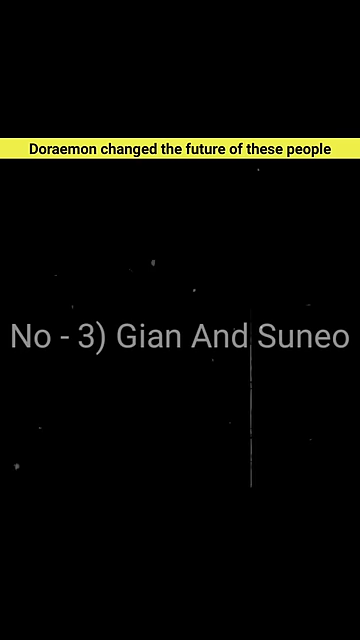 Doraemon changed the future of these people
No - 3) Gian And Suneo